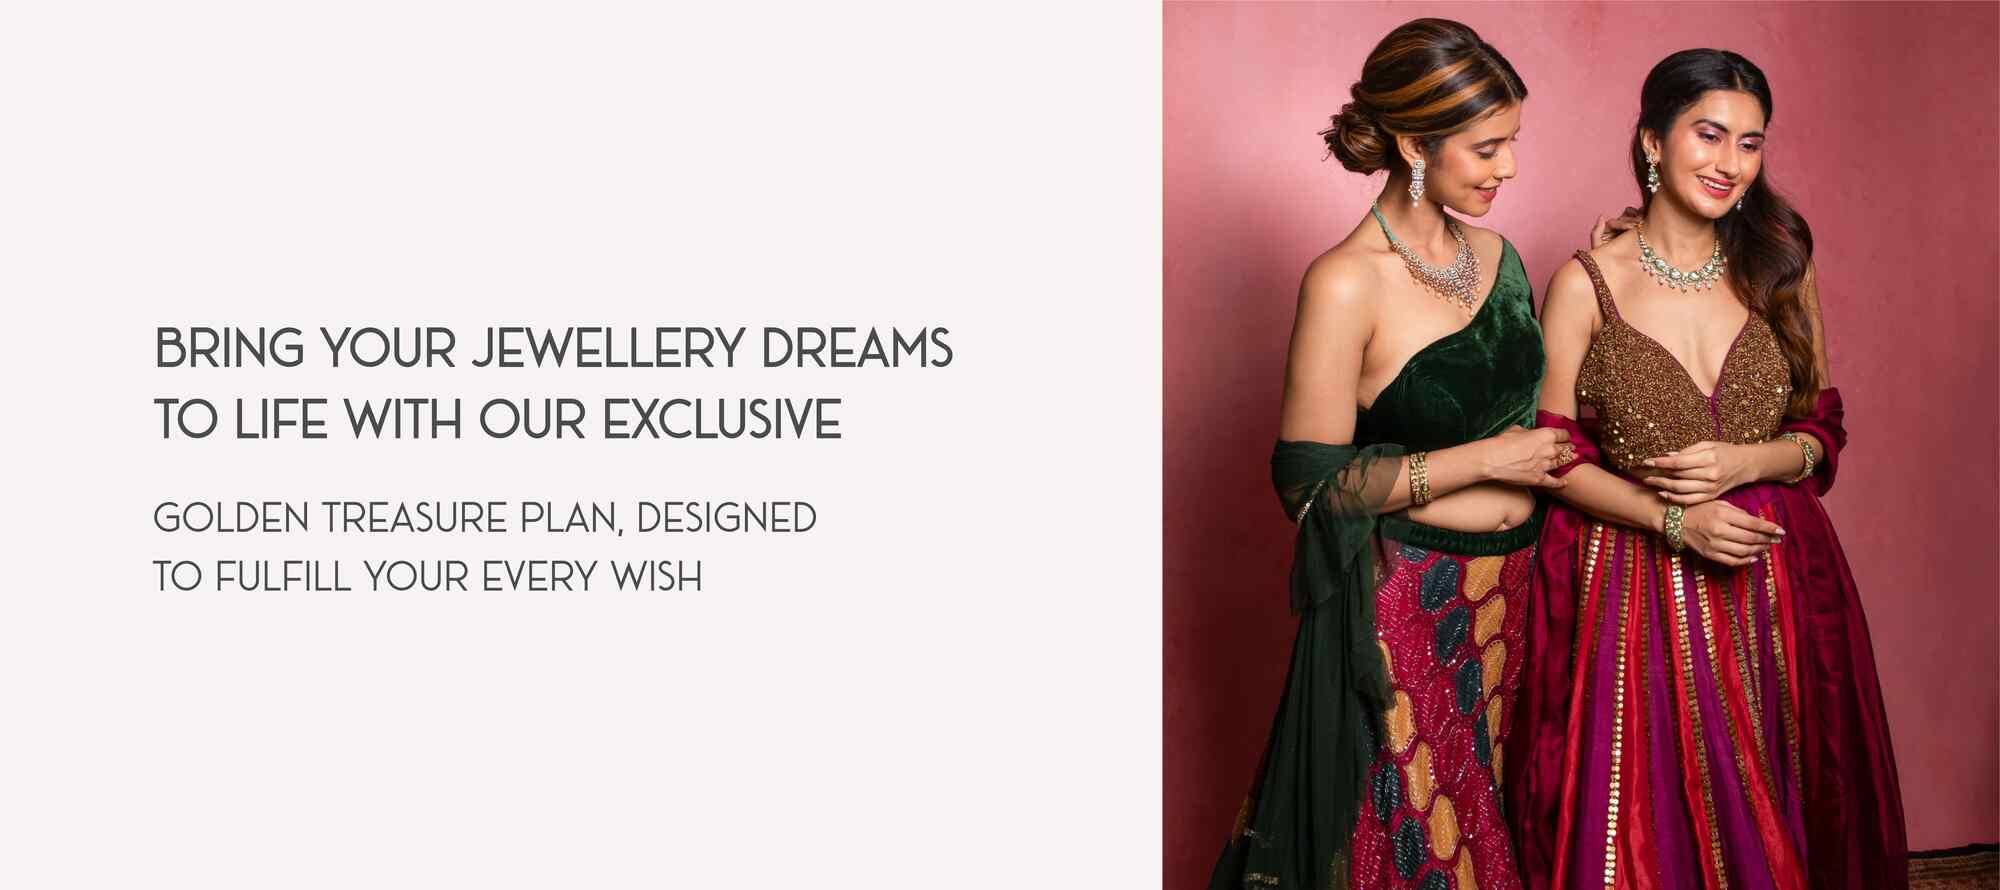 BRING YOUR JEWELLERY DREAMS
TO LIFE WITH OUR EXCLUSIVE
GOLDEN TREASURE PLAN, DESIGNED
TO FULFILL YOUR EVERY WISH